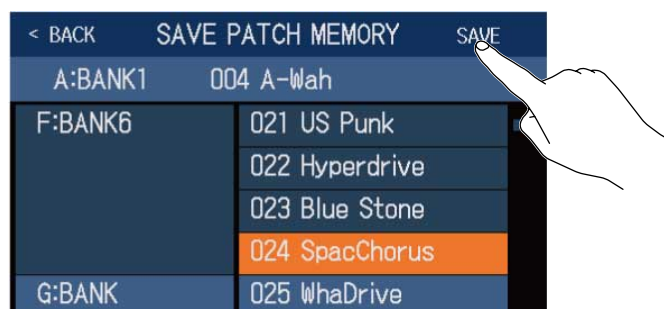 < BACK SAVE PATCH MEMORY SAVE
A:BANK1 004 A-Wah
F:BANK6 021 US Punk
022 Hyperdrive
023 Blue Stone
024 SpacChorus
G:BANK 025 WhaDrive